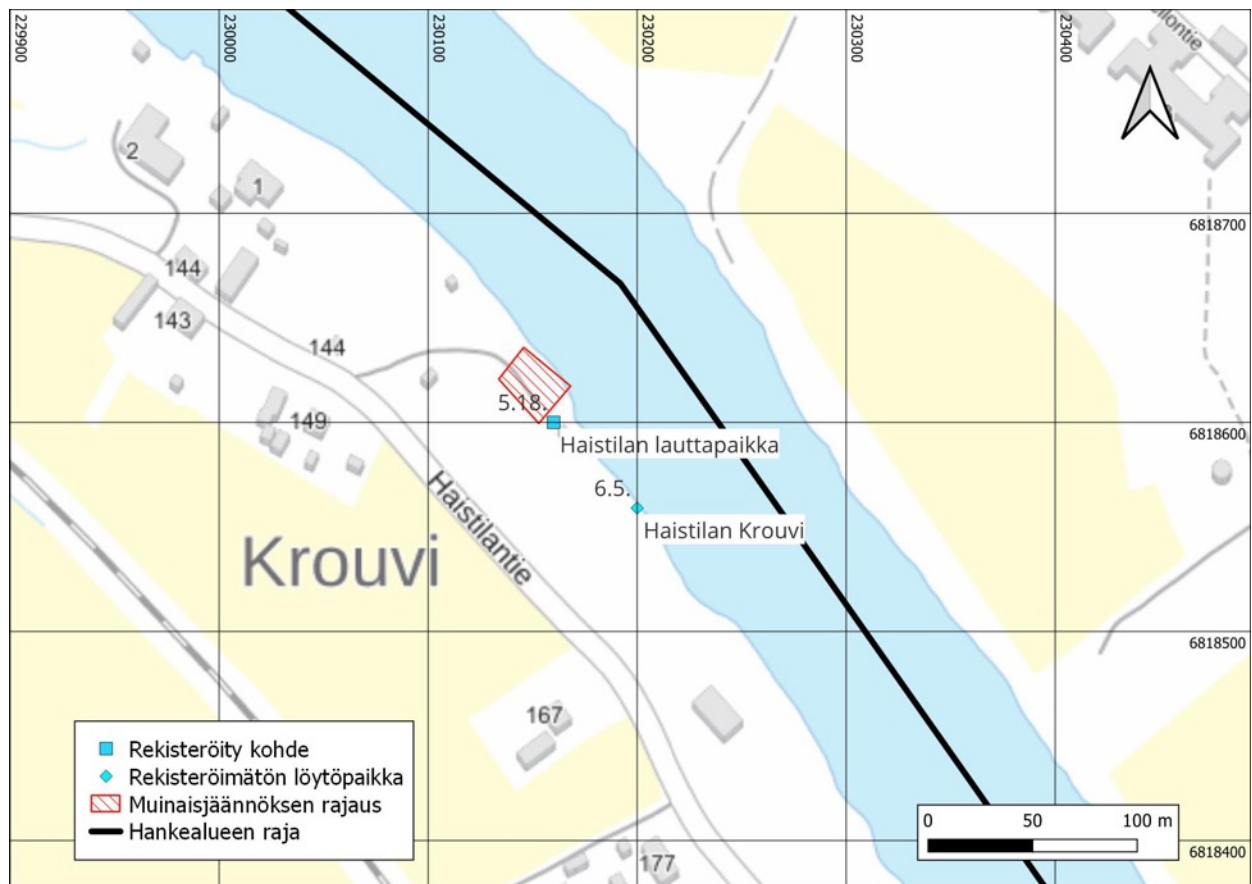 229900
230000
230100
230200
230300
230400
2
1
6818700
144
143
144
149
5.18.
Haistilan lauttapaikka
6818600
6.5.
Haistilan Krouvi
Haistilantie
Krouvi
6818500
167
177
6818400
Rekisteröity kohde
Rekisteröimätön löytöpaikka
Muinaisjäännöksen rajaus
Hankealueen raja
0 50 100 m